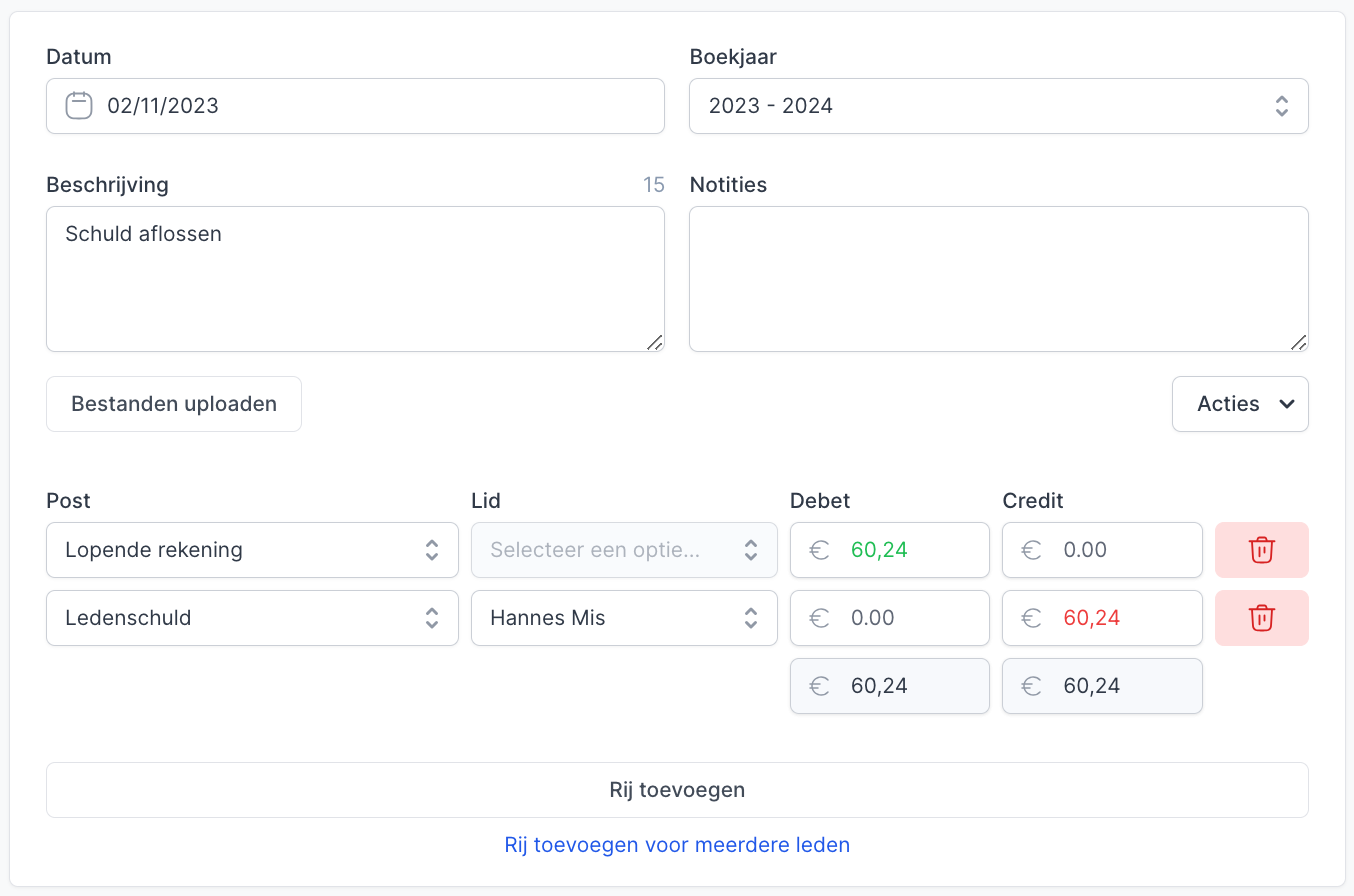 Datum
Boekjaar
02/11/2023
2023 - 2024
Beschrijving
15
Notities
Schuld aflossen
Bestanden uploaden
Acties
Post
Lid
Debet
Credit
Lopende rekening
Selecteer een optie...
€ 60,24
€ 0.00
Ledenschuld
Hannes Mis
€ 0.00
€ 60,24
€ 60,24
€ 60,24
Rij toevoegen
Rij toevoegen voor meerdere leden